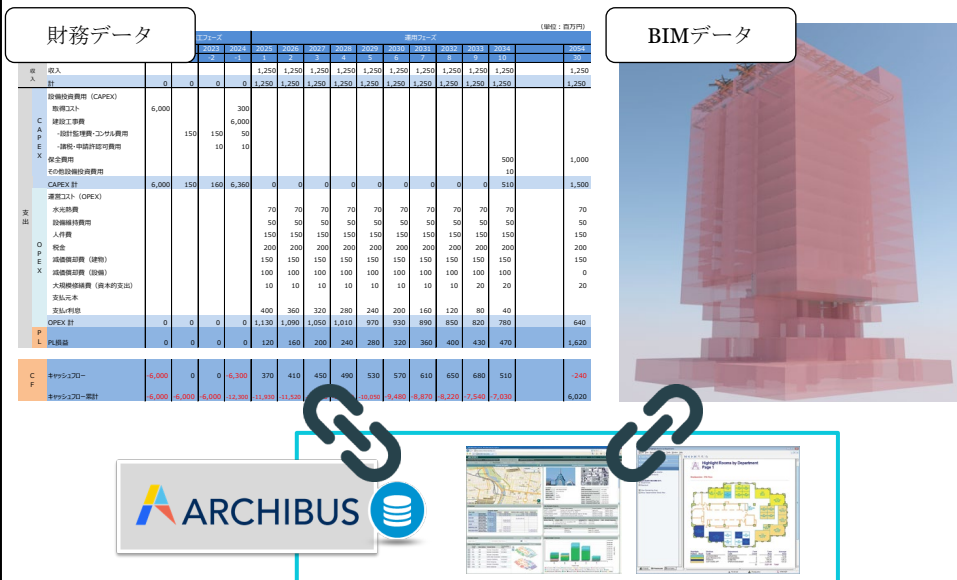 財務データ
BIMデータ
(単位:百万円)
運用フェーズ
2023 2024 2025 2026 2027 2028 2029 2030 2031 2032 2033 2034 2054
-2 -1 1 2 3 4 5 6 7 8 9 10 30
収入
収入 1,250 1,250 1,250 1,250 1,250 1,250 1,250 1,250 1,250 1,250 1,250
計 0 0 0 0 1,250 1,250 1,250 1,250 1,250 1,250 1,250 1,250 1,250 1,250 1,250
支出
CAPEX
設備投資費用(CAPEX)
取得コスト 6,000 300
建設工事費 6,000
-設計監理費・コンサル費用 150 150 50
-諸税・申請許認可費用 10 10
保全費用 500 1,000
その他設備投資費用 10
CAPEX 計 6,000 150 160 6,360 0 0 0 0 0 0 0 0 0 510 1,500
OPEX
運営コスト(OPEX)
水光熱費 70 70 70 70 70 70 70 70 70 70 70
設備維持費用 50 50 50 50 50 50 50 50 50 50 50
人件費 150 150 150 150 150 150 150 150 150 150 150
税金 200 200 200 200 200 200 200 200 200 200 200
減価償却費(建物) 150 150 150 150 150 150 150 150 150 150 150
減価償却費(設備) 100 100 100 100 100 100 100 100 100 100 0
大規模修繕費(資本的支出) 10 10 10 10 10 10 10 10 20 20 20
支払元本
支払利息 400 360 320 280 240 200 160 120 80 40
OPEX 計 0 0 0 0 1,130 1,090 1,050 1,010 970 930 890 850 820 780 640
PL
PL損益 0 0 0 0 120 160 200 240 280 320 360 400 430 470 1,620
CF
キャッシュフロー -6,000 0 0 -6,300 370 410 450 490 530 570 610 650 680 510 -240
キャッシュフロー累計 -6,000 -6,000 -6,000 -12,300 -11,930 -11,520 -10,050 -9,480 -8,870 -8,220 -7,540 -7,030 6,020
ARCHIBUS
Highlight Rooms by Department
Page 1